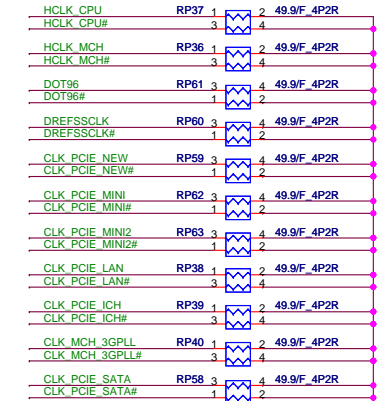 HCLK_CPU RP37 1 2 49.9/F_4P2R
HCLK_CPU# 3 4
HCLK_MCH RP36 1 2 49.9/F_4P2R
HCLK_MCH# 3 4
DOT96 RP61 3 4 49.9/F_4P2R
DOT96# 1 2
DREFSSCLK RP60 3 4 49.9/F_4P2R
DREFSSCLK# 1 2
CLK_PCIE_NEW RP59 3 4 49.9/F_4P2R
CLK_PCIE_NEW# 1 2
CLK_PCIE_MINI RP62 3 4 49.9/F_4P2R
CLK_PCIE_MINI# 1 2
CLK_PCIE_MINI2 RP63 3 4 49.9/F_4P2R
CLK_PCIE_MINI2# 1 2
CLK_PCIE_LAN RP38 1 2 49.9/F_4P2R
CLK_PCIE_LAN# 3 4
CLK_PCIE_ICH RP39 1 2 49.9/F_4P2R
CLK_PCIE_ICH# 3 4
CLK_MCH_3GPLL RP40 1 2 49.9/F_4P2R
CLK_MCH_3GPLL# 3 4
CLK_PCIE_SATA RP58 3 4 49.9/F_4P2R
CLK_PCIE_SATA# 1 2